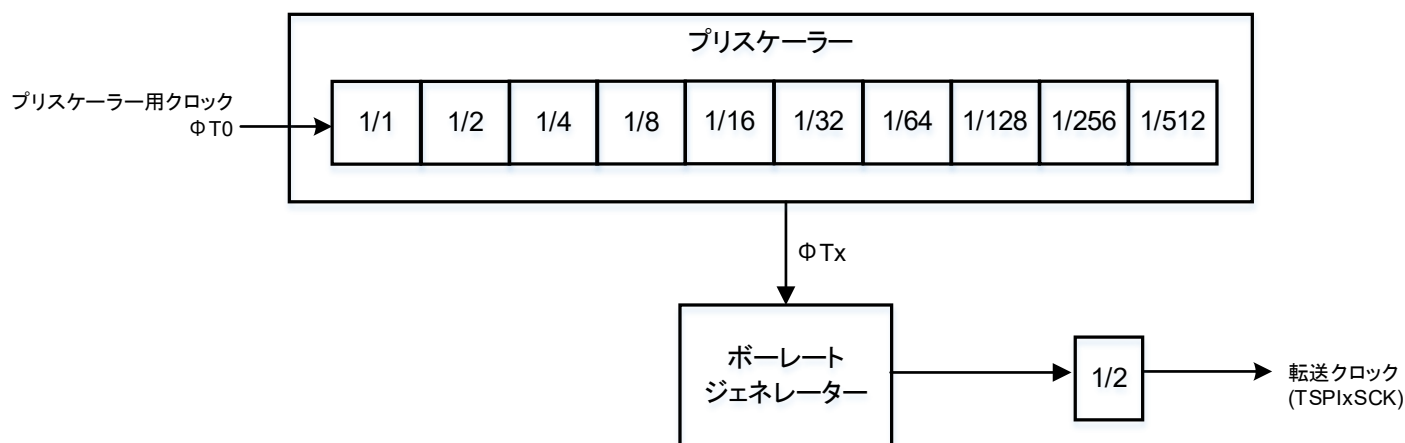 プリスケーラー
プリスケーラー用クロック
ΦT0
1/1 1/2 1/4 1/8 1/16 1/32 1/64 1/128 1/256 1/512
ΦTx
ボーレート
ジェネレーター
1/2
転送クロック
(TSPIxSCK)